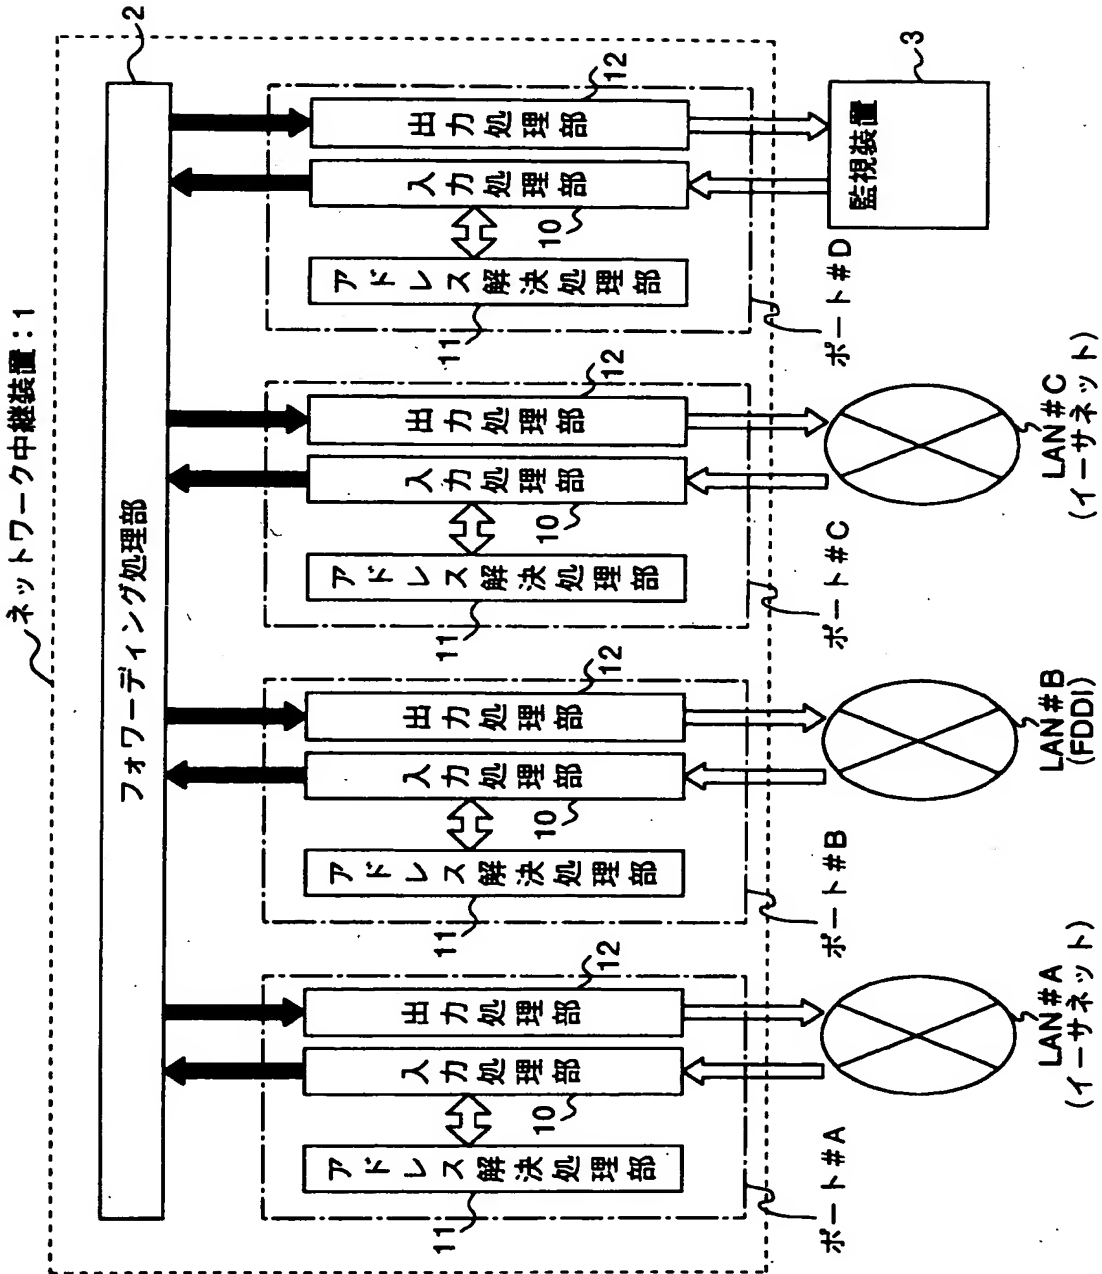 ネットワーク中継装置：1
フォワーディング処理部
2
アドレス解決処理部
11
入力処理部
10
出力処理部
12
ポート#A
LAN#A
(イーサネット)
アドレス解決処理部
11
入力処理部
10
出力処理部
12
ポート#B
LAN#B
(FDDI)
アドレス解決処理部
11
入力処理部
10
出力処理部
12
ポート#C
LAN#C
(イーサネット)
アドレス解決処理部
11
入力処理部
10
出力処理部
12
ポート#D
監視装置
3